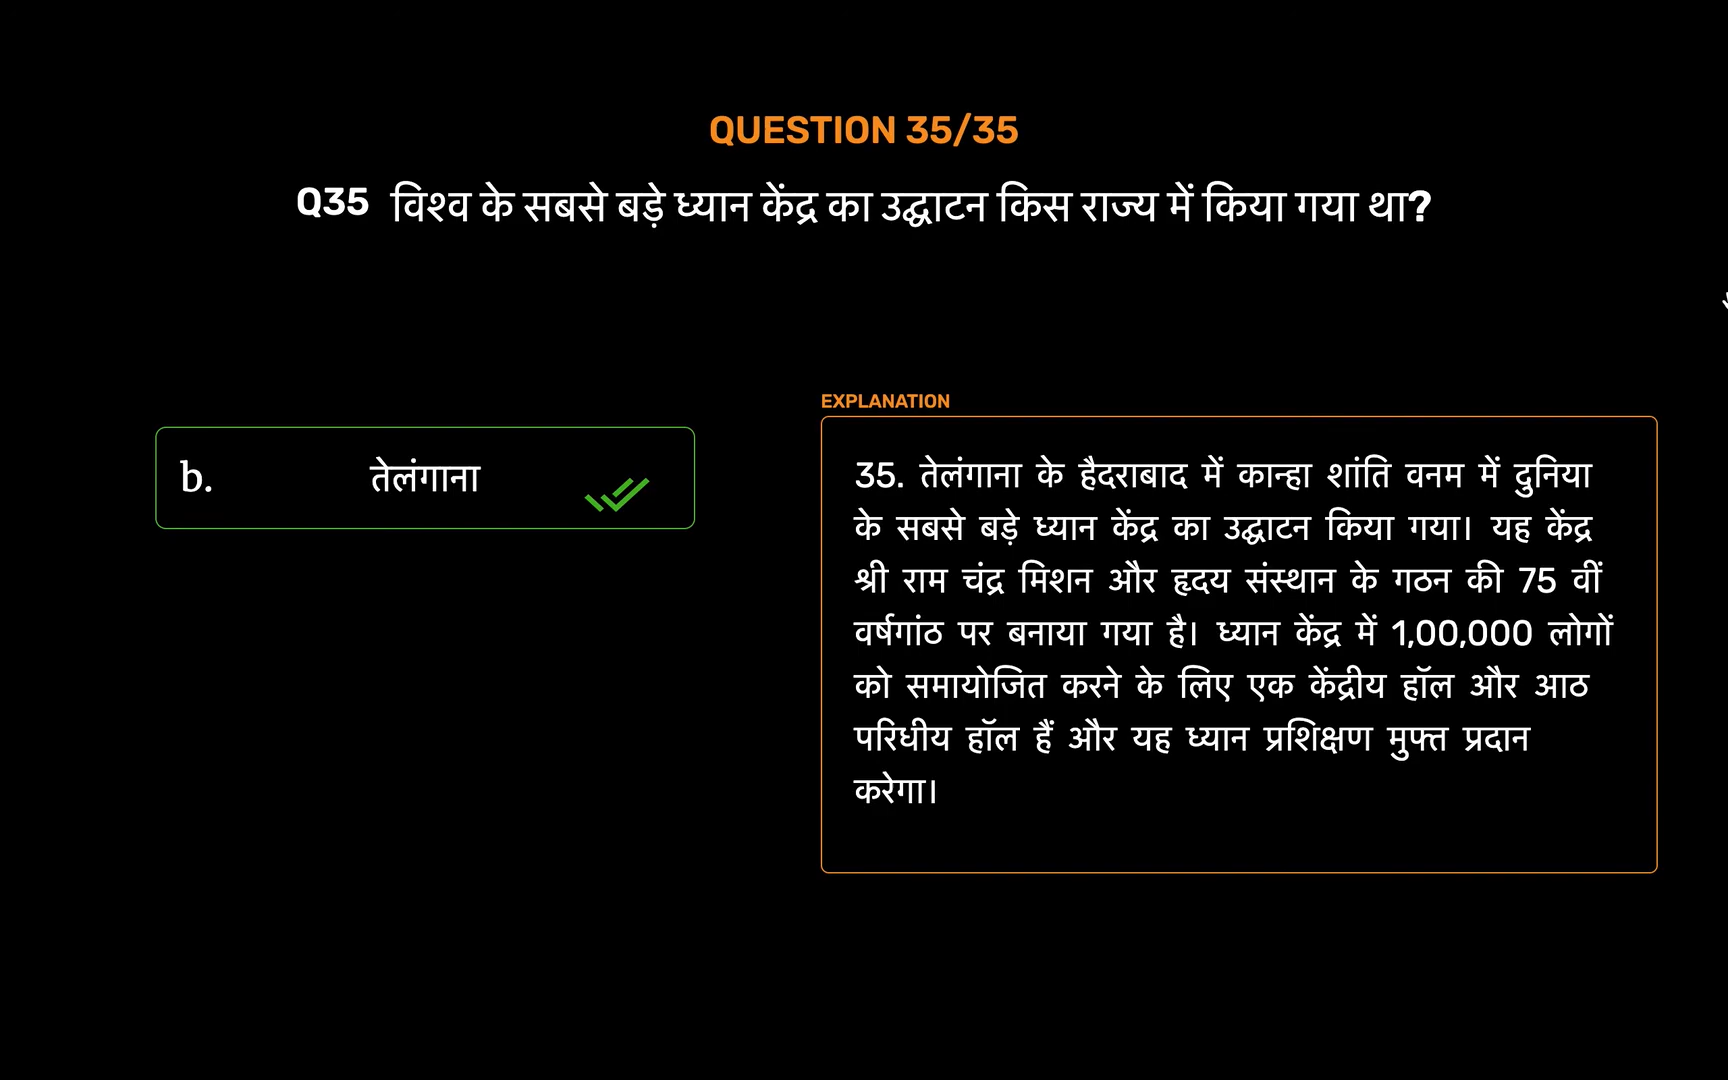 QUESTION 35/35
Q35 विश्व के सबसे बड़े ध्यान केंद्र का उद्घाटन किस राज्य में किया गया था?
b. तेलंगाना
EXPLANATION
35. तेलंगाना के हैदराबाद में कान्हा शांति वनम में दुनिया
के सबसे बड़े ध्यान केंद्र का उद्घाटन किया गया। यह केंद्र
श्री राम चंद्र मिशन और हृदय संस्थान के गठन की 75 वीं
वर्षगांठ पर बनाया गया है। ध्यान केंद्र में 1,00,000 लोगों
को समायोजित करने के लिए एक केंद्रीय हॉल और आठ
परिधीय हॉल हैं और यह ध्यान प्रशिक्षण मुफ्त प्रदान
करेगा।